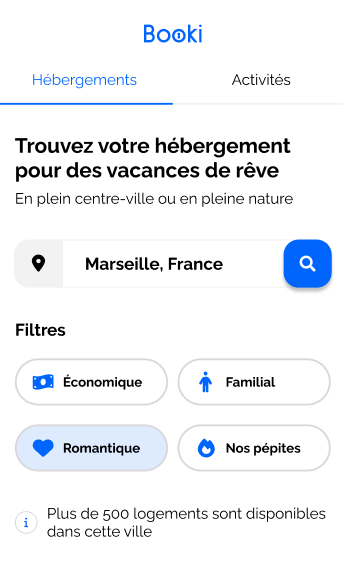 Booki
Hébergements
Activités
Trouvez votre hébergement
pour des vacances de rêve
En plein centre-ville ou en pleine nature
Marseille, France
Filtres
Économique
Familial
Romantique
Nos pépites
i
Plus de 500 logements sont disponibles
dans cette ville